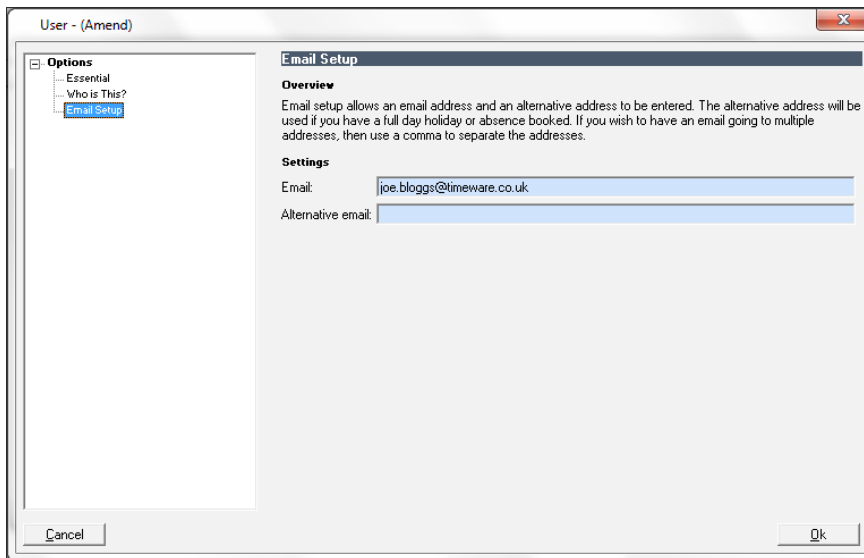 User - (Amend)
Options
Essential
Who is This?
Email Setup
Email Setup
Overview
Email setup allows an email address and an alternative address to be entered. The alternative address will be
used if you have a full day holiday or absence booked. If you wish to have an email going to multiple
addresses, then use a comma to separate the addresses.
Settings
Email: joe.bloggs@timeware.co.uk
Alternative email:
Cancel Ok